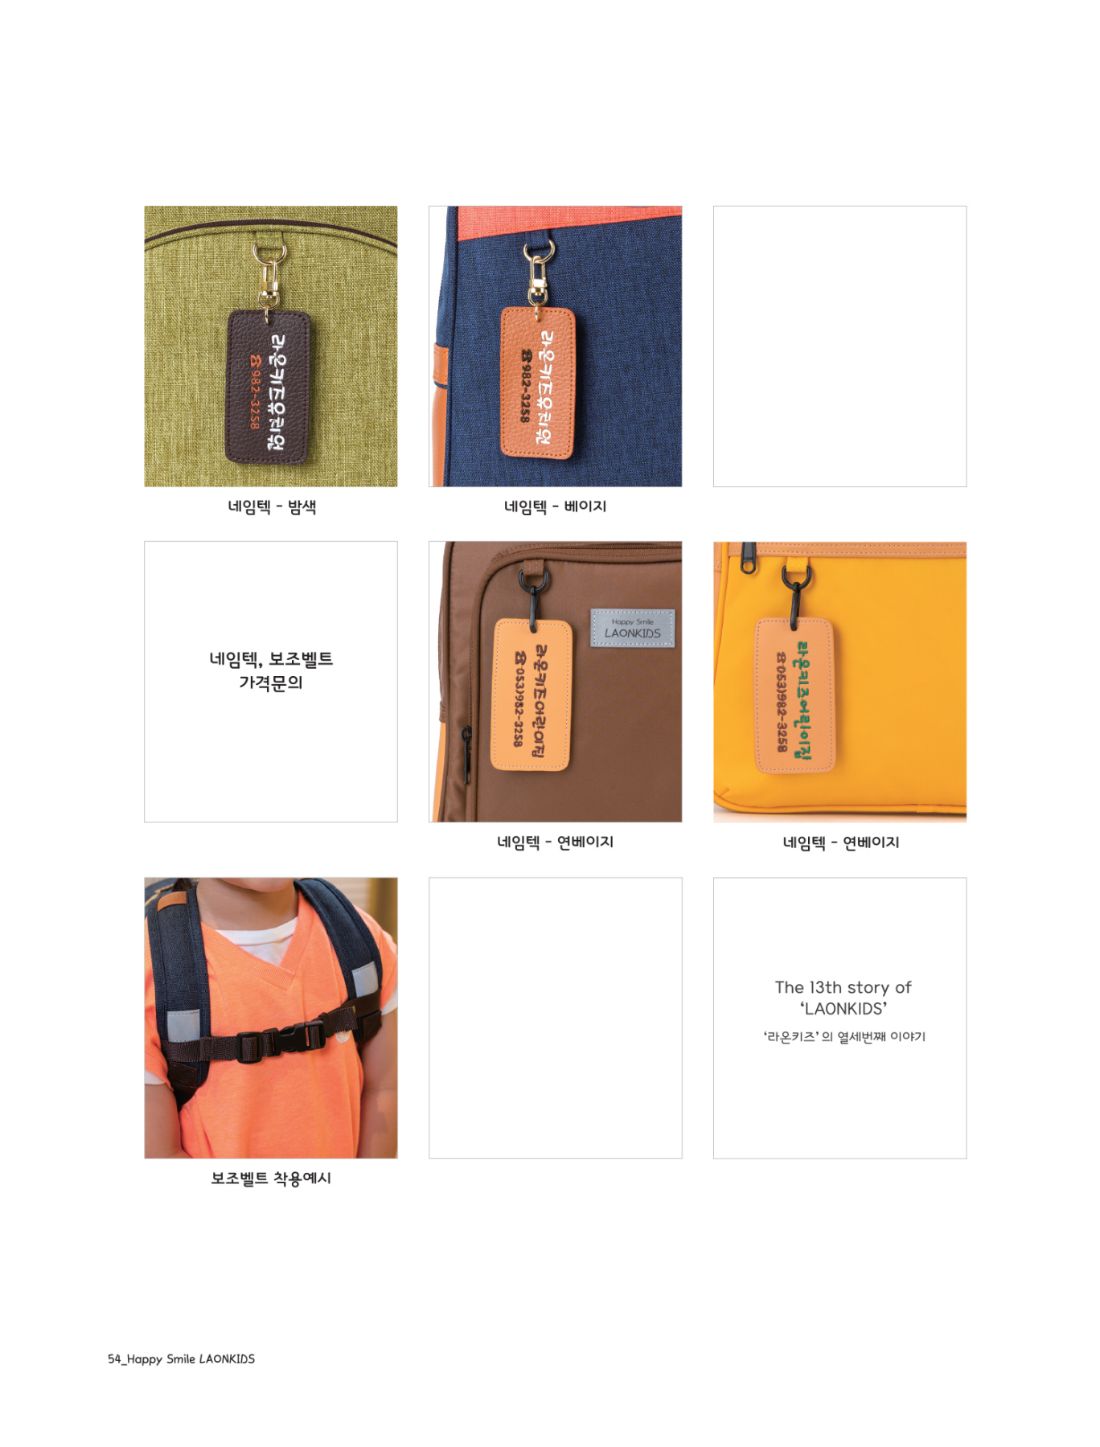 라온키즈유치원
☎982-3258
라온키즈유치원
☎982-3258
네임텍 - 밤색
네임텍 - 베이지
네임텍, 보조벨트
가격문의
Happy Smile
LAONKIDS
라온키즈어린이집
☎053)982-3258
라온키즈어린이집
☎053)982-3258
네임텍 - 연베이지
네임텍 - 연베이지
The 13th story of
‘LAONKIDS’
‘라온키즈’의 열세번째 이야기
보조벨트 착용예시
54_Happy Smile LAONKIDS